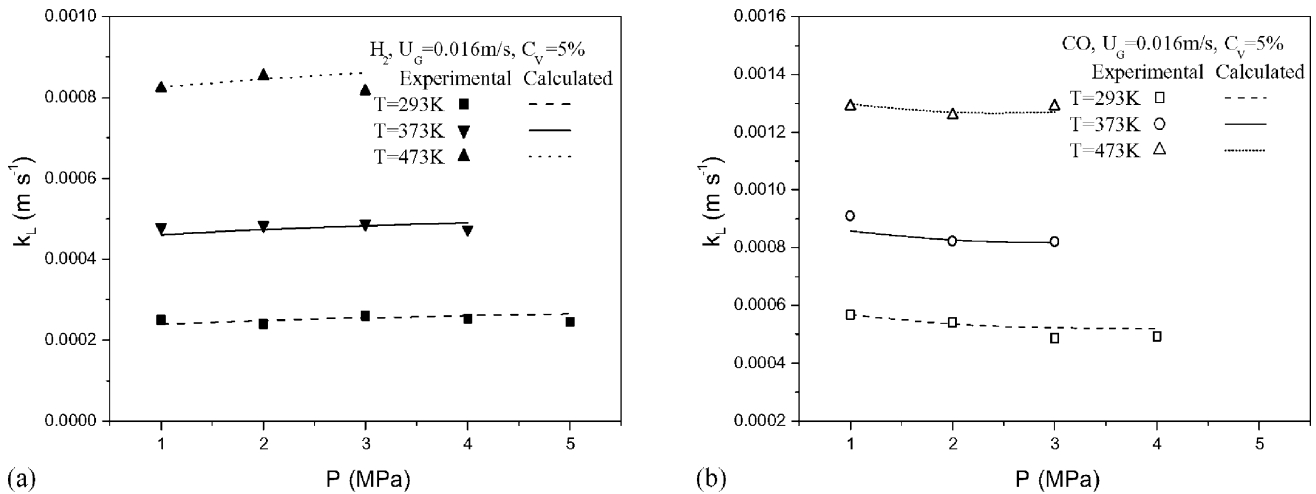 H₂, U_G=0.016m/s, C_V=5%
Experimental Calculated
T=293K
T=373K
T=473K
0.0010
0.0008
0.0006
0.0004
0.0002
0.0000
k_L (m s⁻¹)
1 2 3 4 5
P (MPa)
(a)
CO, U_G=0.016m/s, C_V=5%
Experimental Calculated
T=293K
T=373K
T=473K
0.0016
0.0014
0.0012
0.0010
0.0008
0.0006
0.0004
0.0002
k_L (m s⁻¹)
1 2 3 4 5
P (MPa)
(b)